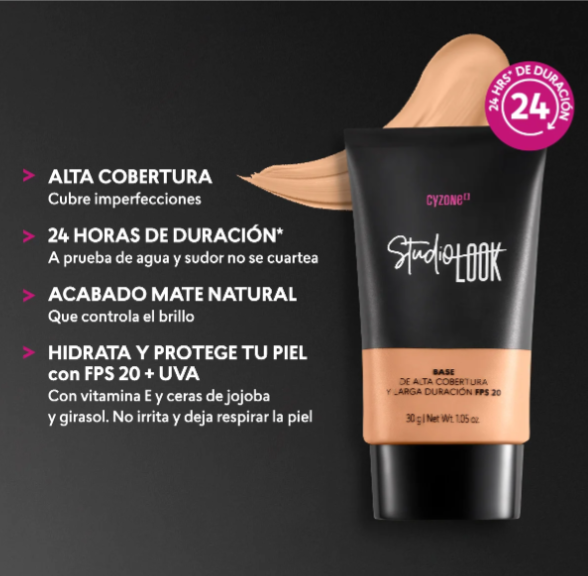 24 HRS* DE DURACIÓN
24
> ALTA COBERTURA
Cubre imperfecciones
> 24 HORAS DE DURACIÓN*
A prueba de agua y sudor no se cuartea
> ACABADO MATE NATURAL
Que controla el brillo
> HIDRATA Y PROTEGE TU PIEL
con FPS 20 + UVA
Con vitamina E y ceras de jojoba
y girasol. No irrita y deja respirar la piel
cyzone
Studio LOOK
BASE
DE ALTA COBERTURA
Y LARGA DURACIÓN FPS 20
30 g | Net Wt. 1.05 oz.